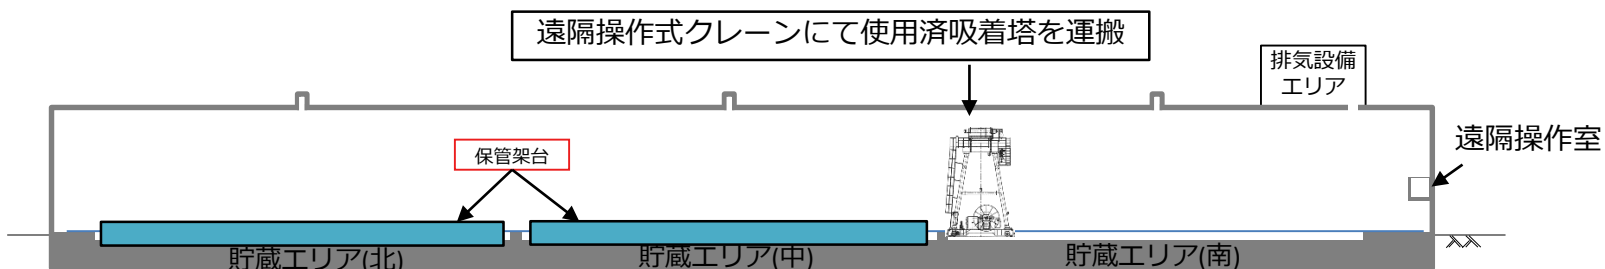 遠隔操作式クレーンにて使用済吸着塔を運搬
排気設備
エリア
遠隔操作室
保管架台
貯蔵エリア(北)
貯蔵エリア(中)
貯蔵エリア(南)